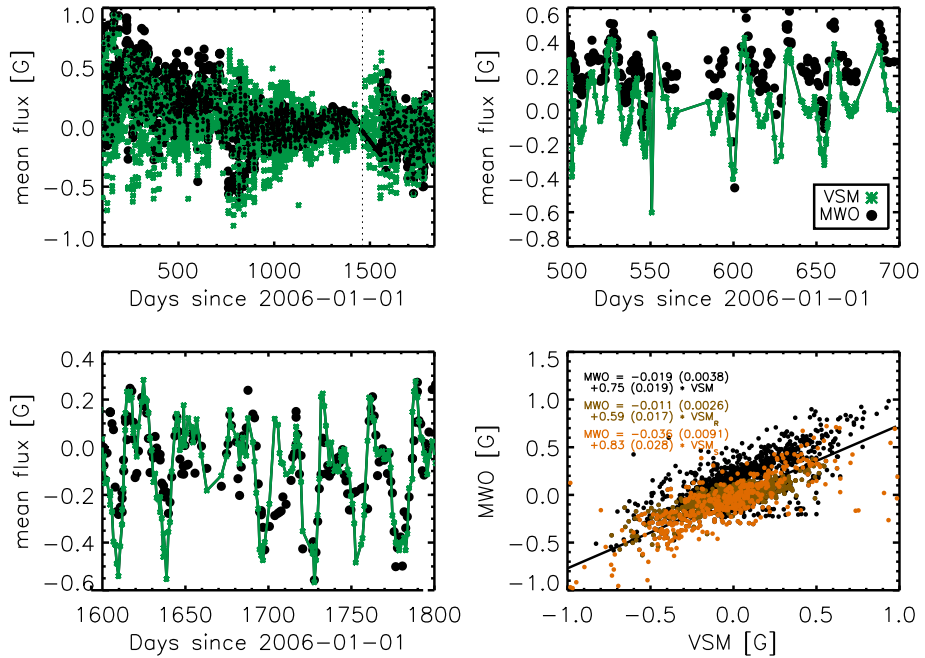 1.0
0.5
0.0
−0.5
−1.0
mean flux [G]
500
1000
1500
Days since 2006−01−01
0.6
0.4
0.2
0.0
−0.2
−0.4
−0.6
−0.8
mean flux [G]
VSM
MWO
500
550
600
650
700
Days since 2006−01−01
0.4
0.2
0.0
−0.2
−0.4
−0.6
mean flux [G]
1600
1650
1700
1750
1800
Days since 2006−01−01
1.5
1.0
0.5
0.0
−0.5
−1.0
MWO [G]
MWO = −0.019 (0.0038)
+0.75 (0.019) * VSM
MWO = −0.011 (0.0026)
+0.59 (0.017) * VSM_R
MWO = −0.036 (0.0091)
+0.83 (0.028) * VSM
−1.0
−0.5
0.0
0.5
1.0
VSM [G]